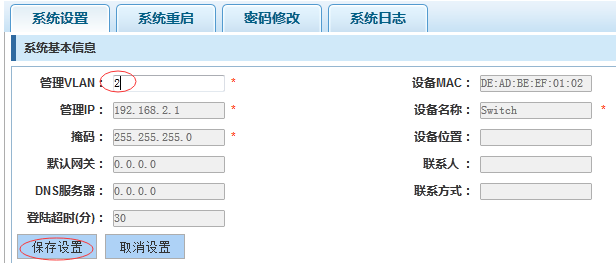 系统设置 系统重启 密码修改 系统日志
系统基本信息
管理VLAN： 2 * 设备MAC： DE:AD:BE:EF:01:02
管理IP： 192.168.2.1 * 设备名称： Switch *
掩码： 255.255.255.0 * 设备位置：
默认网关： 0.0.0.0 联系人 ：
DNS服务器： 0.0.0.0 联系方式：
登陆超时(分)： 30
保存设置 取消设置